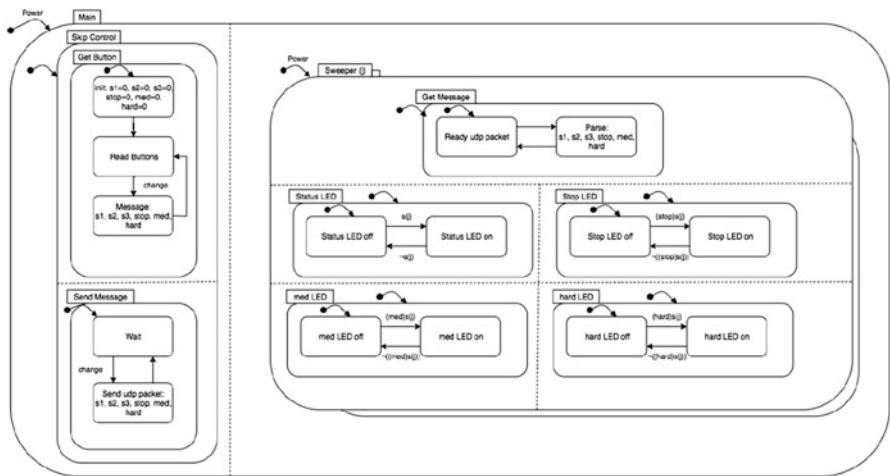 Power
Main
Skip Control
Get Button
init: s1=0, s2=0, s3=0,
stop=0, med=0,
hard=0
Read Buttons
change
Message:
s1, s2, s3, stop, med,
hard
Send Message
Wait
change
Send udp packet:
s1, s2, s3, stop, med,
hard
Power
Sweeper (j)
Get Message
Ready udp packet
Parse:
s1, s2, s3, stop, med,
hard
Status LED
Status LED off
s(j)
¬s(j)
Status LED on
Stop LED
Stop LED off
(stop)s(j)
¬((stop)s(j))
Stop LED on
med LED
med LED off
(med)s(j)
¬((med)s(j))
med LED on
hard LED
hard LED off
(hard)s(j)
¬((hard)s(j))
hard LED on